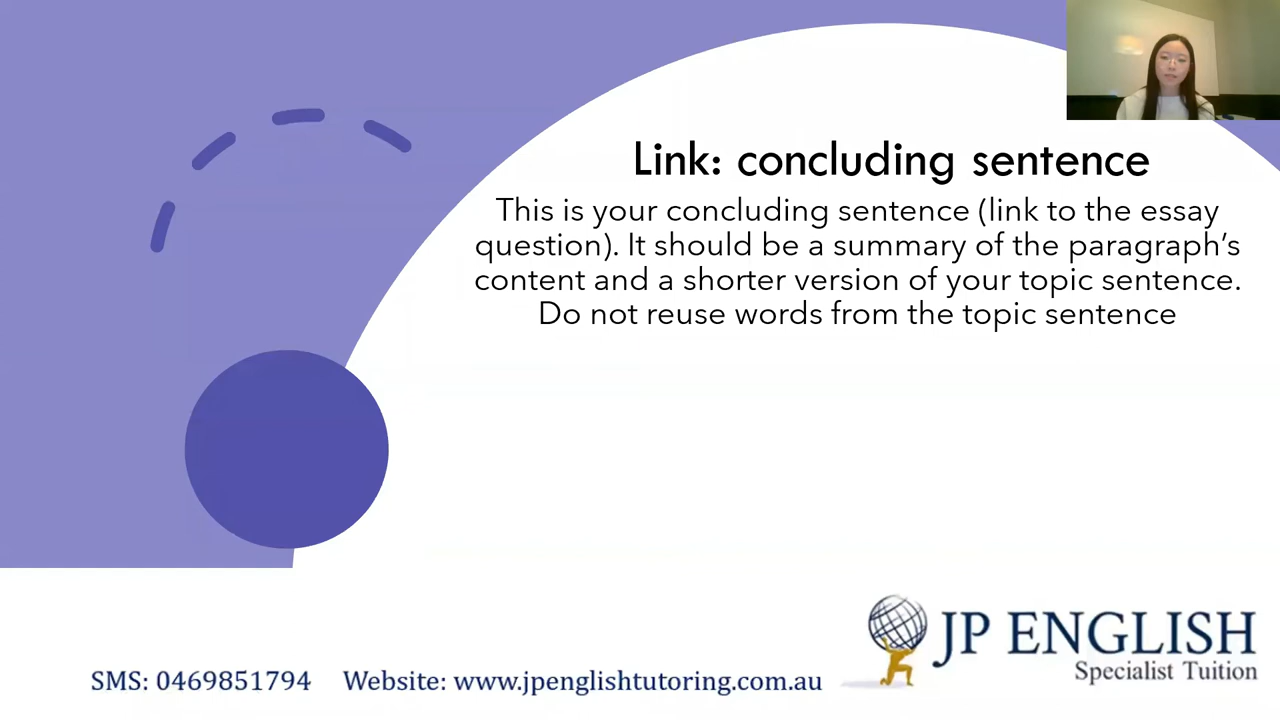 Link: concluding sentence
This is your concluding sentence (link to the essay
question). It should be a summary of the paragraph's
content and a shorter version of your topic sentence.
Do not reuse words from the topic sentence
JP ENGLISH
Specialist Tuition
SMS: 0469851794 Website: www.jpenglishtutoring.com.au